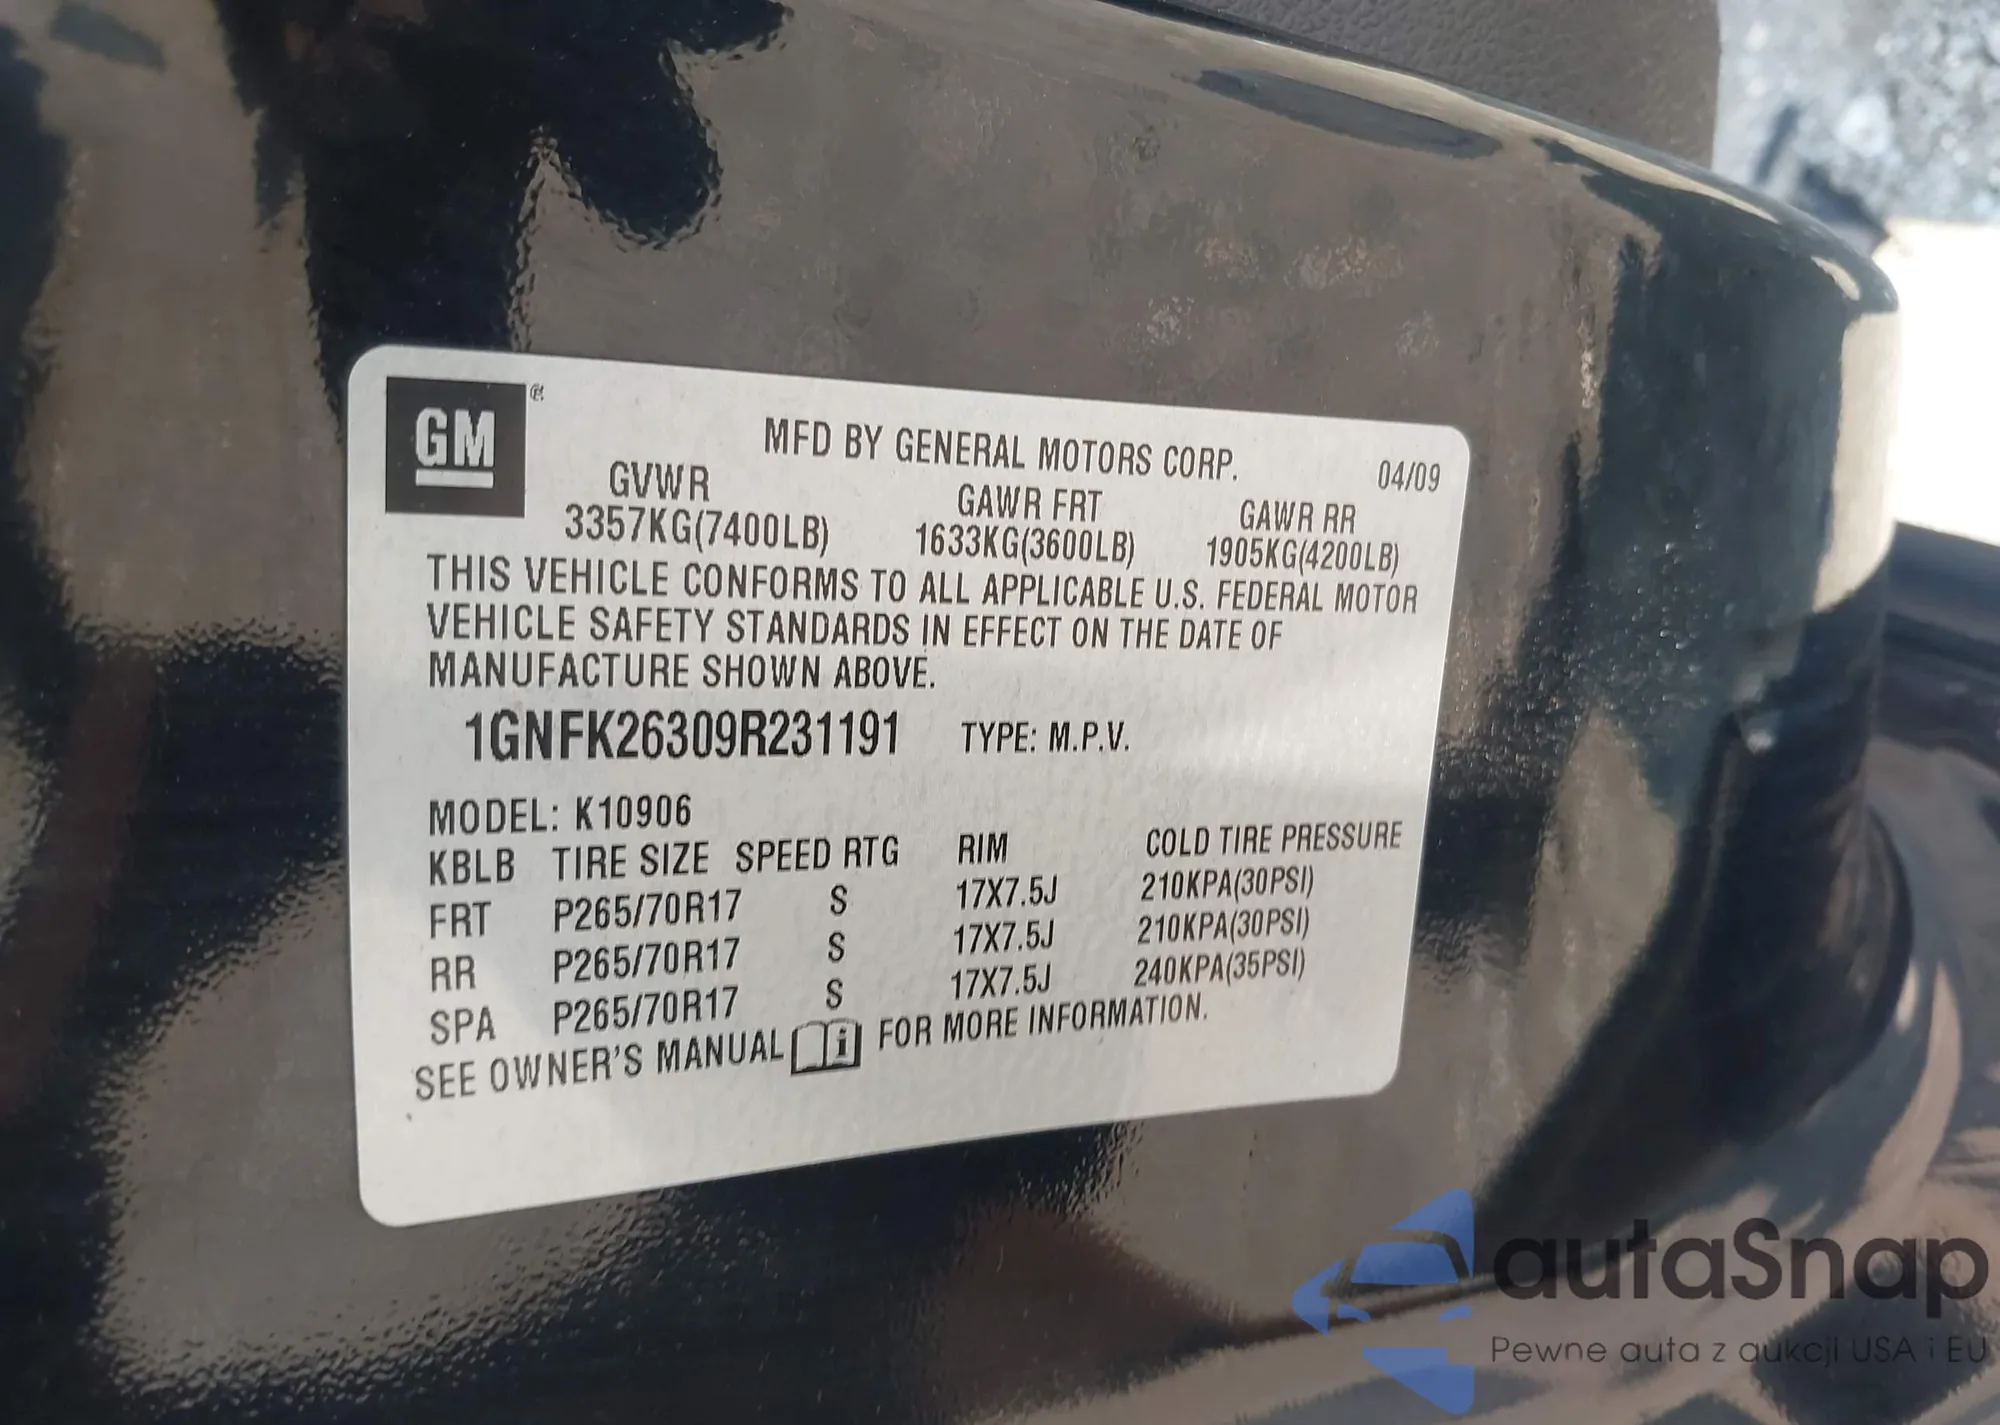 GM
MFD BY GENERAL MOTORS CORP. 04/09
GVWR GAWR FRT GAWR RR
3357KG(7400LB) 1633KG(3600LB) 1905KG(4200LB)
THIS VEHICLE CONFORMS TO ALL APPLICABLE U.S. FEDERAL MOTOR
VEHICLE SAFETY STANDARDS IN EFFECT ON THE DATE OF
MANUFACTURE SHOWN ABOVE.
1GNFK26309R231191 TYPE: M.P.V.
MODEL: K10906
KBLB TIRE SIZE SPEED RTG RIM COLD TIRE PRESSURE
FRT P265/70R17 S 17X7.5J 210KPA(30PSI)
RR P265/70R17 S 17X7.5J 210KPA(30PSI)
SPA P265/70R17 S 17X7.5J 240KPA(35PSI)
SEE OWNER'S MANUAL i FOR MORE INFORMATION.
autaSnap
Pewne auta z aukcji USA i EU